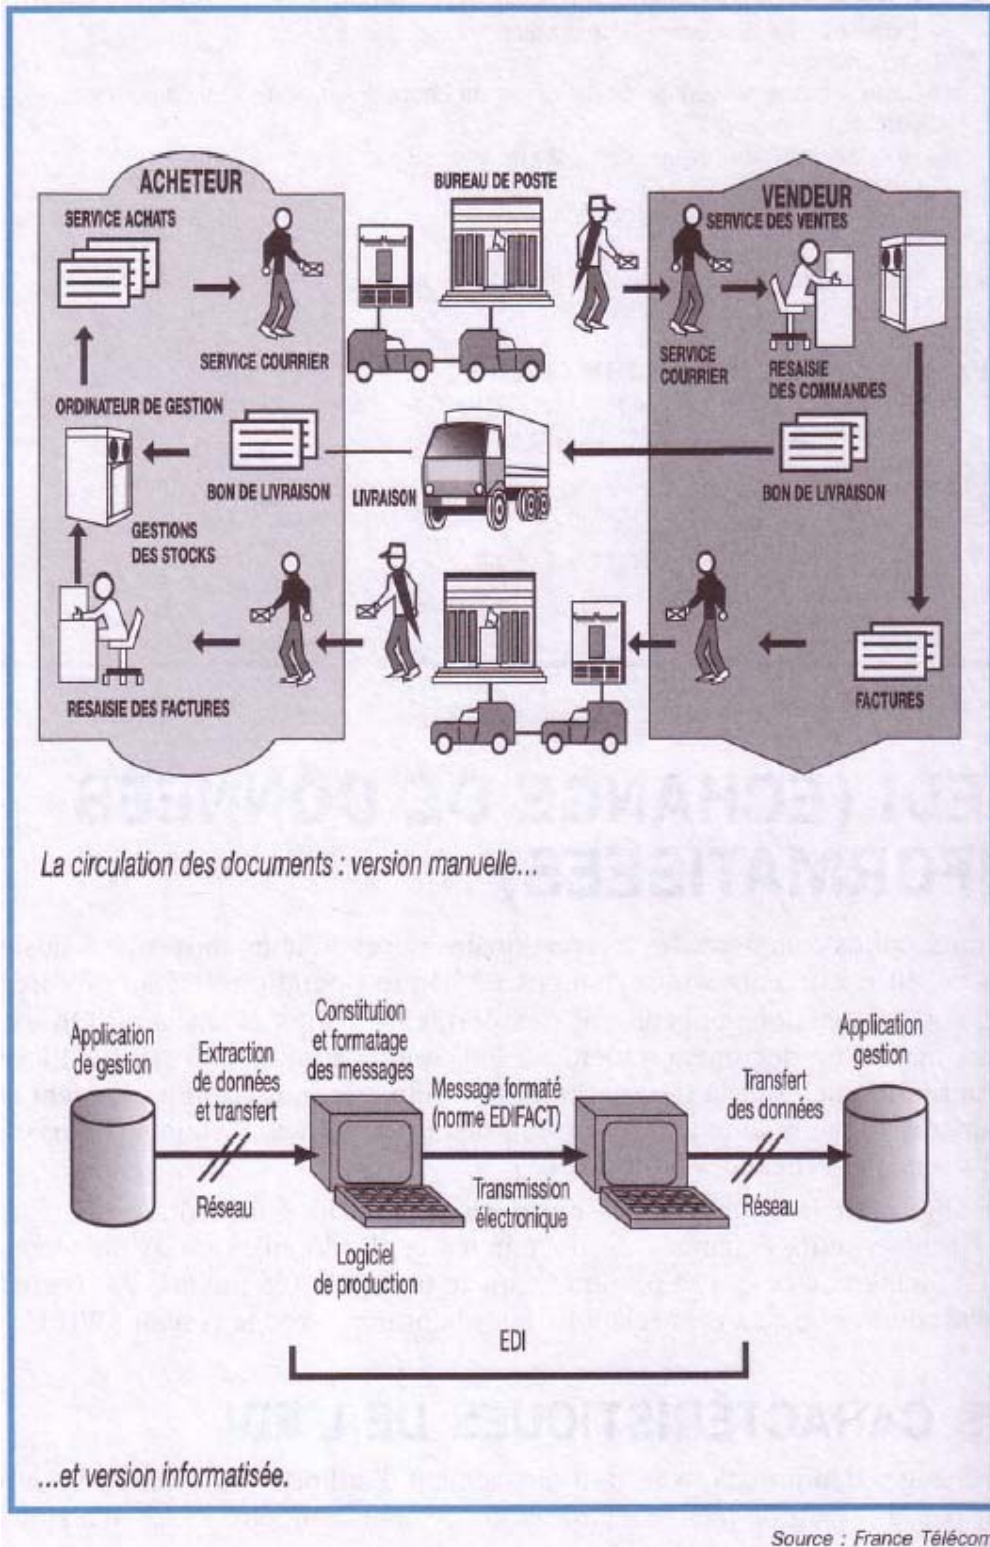 ACHETEUR
SERVICE ACHATS
SERVICE COURRIER
BUREAU DE POSTE
VENDEUR
SERVICE DES VENTES
SERVICE
COURRIER
RESAISIE
DES COMMANDES
ORDINATEUR DE GESTION
BON DE LIVRAISON
LIVRAISON
BON DE LIVRAISON
GESTIONS
DES STOCKS
RESAISIE DES FACTURES
FACTURES
La circulation des documents : version manuelle...
Application
de gestion
Extraction
de données
et transfert
Réseau
Constitution
et formatage
des messages
Logiciel
de production
Message formaté
(norme EDIFACT)
Transmission
électronique
Transfert
des données
Réseau
Application
gestion
EDI
...et version informatisée.
Source : France Télécom